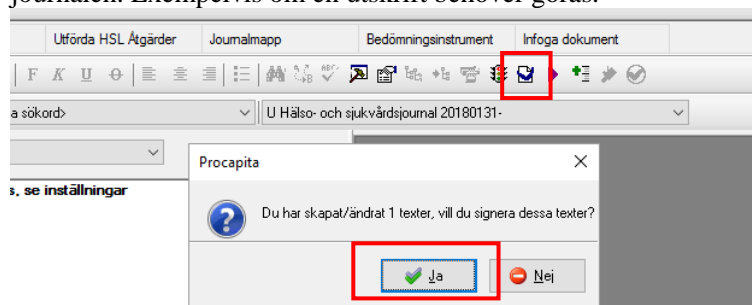 journalen. Exempelvis om en utskrift behöver göras.
Utförda HSL Åtgärder Journalmapp Bedömningsinstrument Infoga dokument
F K U
a sökord> U Hälso- och sjukvårdsjournal 20180131-
Procapita
s, se inställningar
Du har skapat/ändrat 1 texter, vill du signera dessa texter?
Ja Nej